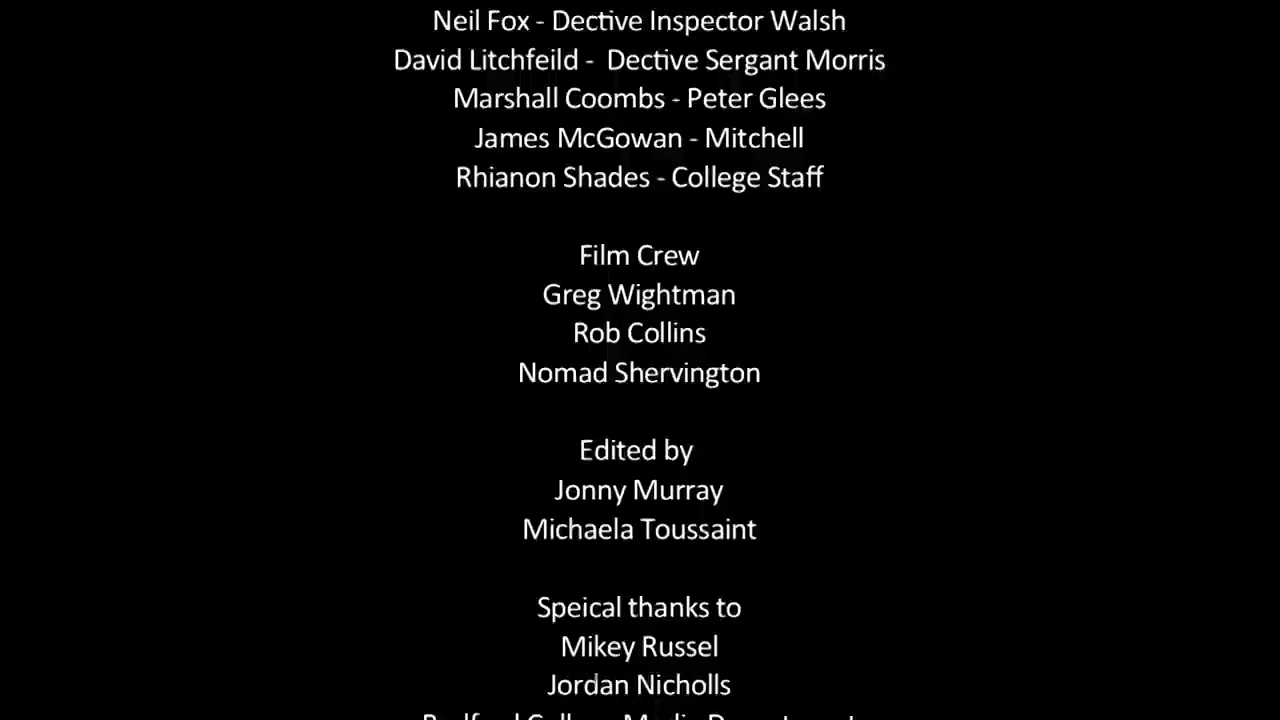 Neil Fox - Dective Inspector Walsh
David Litchfeild -  Dective Sergant Morris
Marshall Coombs - Peter Glees
James McGowan - Mitchell
Rhianon Shades - College Staff
Film Crew
Greg Wightman
Rob Collins
Nomad Shervington
Edited by
Jonny Murray
Michaela Toussaint
Speical thanks to
Mikey Russel
Jordan Nicholls